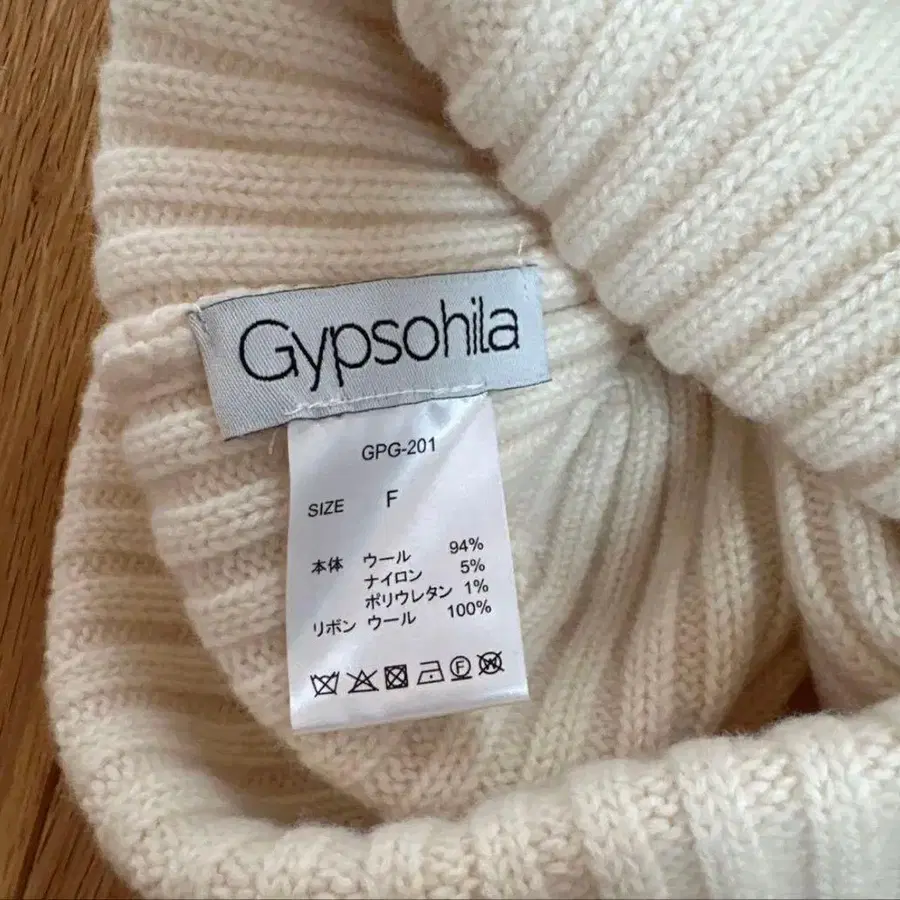 Gypsohila
GPG-201
SIZE F
本体 ウール 94%
ナイロン 5%
ポリウレタン 1%
リボン ウール 100%